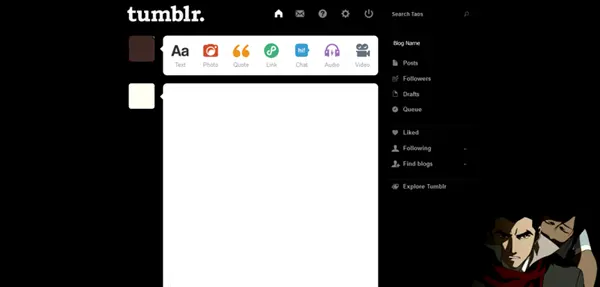 tumblr.
Search Tags
Text Photo Quote Link Chat Audio Video
Aa
hi!
Blog Name
Posts
Followers
Drafts
Queue
Liked
Following
Find blogs
Explore Tumblr